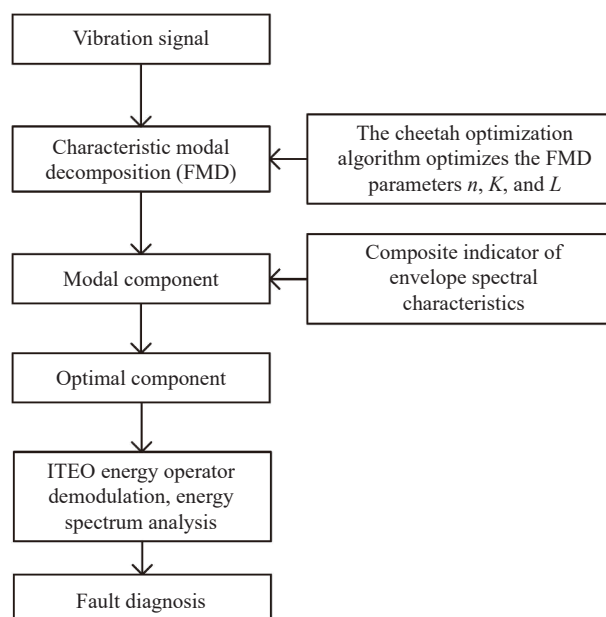 Vibration signal
Characteristic modal
decomposition (FMD)
The cheetah optimization
algorithm optimizes the FMD
parameters n, K, and L
Modal component
Composite indicator of
envelope spectral
characteristics
Optimal component
ITEO energy operator
demodulation, energy
spectrum analysis
Fault diagnosis